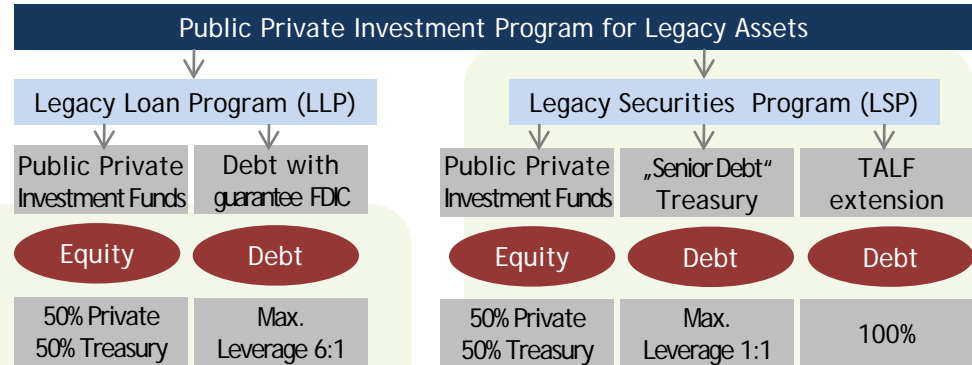 Public Private Investment Program for Legacy Assets
Legacy Loan Program (LLP)
Legacy Securities Program (LSP)
Public Private
Investment Funds
Debt with
guarantee FDIC
Public Private
Investment Funds
„Senior Debt“
Treasury
TALF
extension
Equity
Debt
Equity
Debt
Debt
50% Private
50% Treasury
Max.
Leverage 6:1
50% Private
50% Treasury
Max.
Leverage 1:1
100%